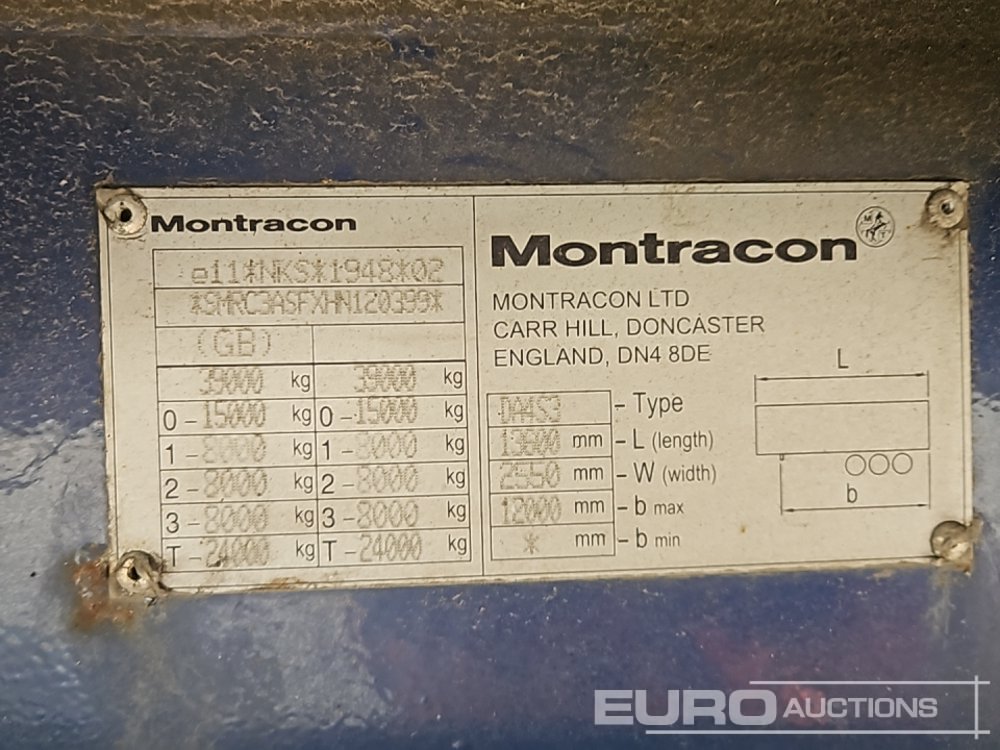 Montracon
e11*NKS*1948*02
*SMRC3ASFXHN120399*
(GB)
39000 kg 39000 kg
0 - 15000 kg 0 - 15000 kg
1 - 8000 kg 1 - 8000 kg
2 - 8000 kg 2 - 8000 kg
3 - 8000 kg 3 - 8000 kg
T - 24000 kg T - 24000 kg
Montracon
MONTRACON LTD
CARR HILL, DONCASTER
ENGLAND, DN4 8DE
DA4S3 - Type
13600 mm - L (length)
2550 mm - W (width)
12000 mm - b max
* mm - b min
L
b
EURO AUCTIONS